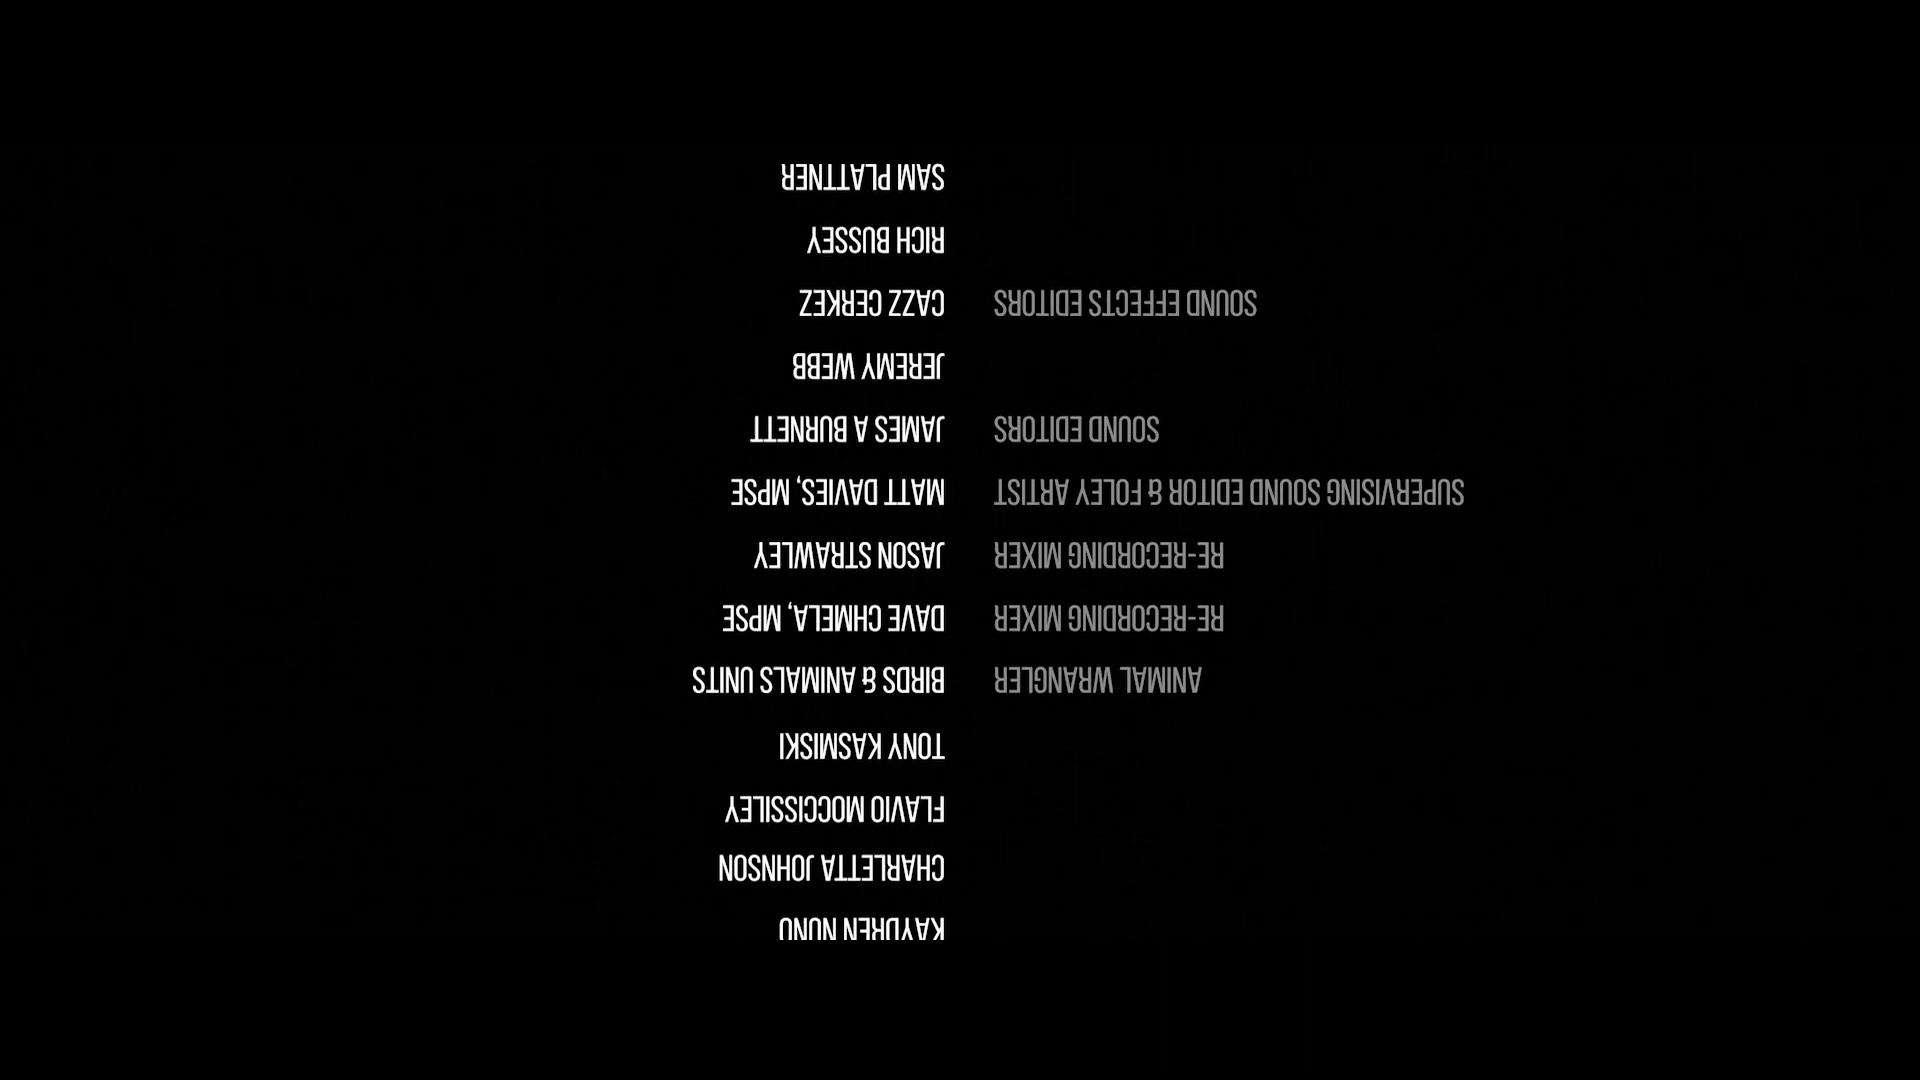 CHARLETTA JOHNSON
FLAVIO MOCCISSILEY
TONY KASMISKI
ANIMAL WRANGLER BIRDS & ANIMALS UNITS
RE-RECORDING MIXER DAVE CHMELA, MPSE
RE-RECORDING MIXER JASON STRAWLEY
SUPERVISING SOUND EDITOR & FOLEY ARTIST MATT DAVIES, MPSE
SOUND EDITORS JAMES A BURNETT
JEREMY WEBB
SOUND EFFECTS EDITORS CAZZ CERKEZ
RICH BUSSEY
SAM PLATTNER